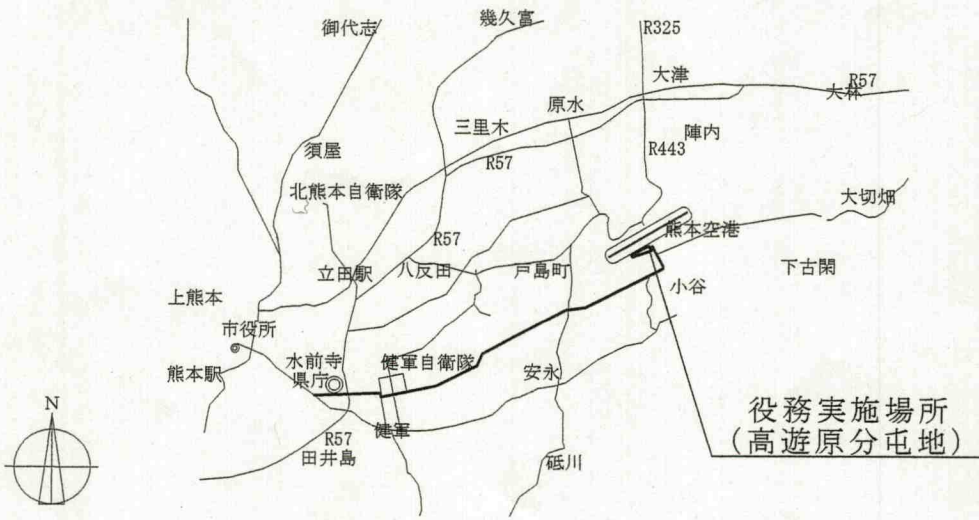 御代志
幾久富
R325
大津
R57
大林
原水
三里木
陣内
須屋
R57
R443
北熊本自衛隊
大切畑
熊本空港
R57
立田駅
八反田
戸島町
下古閑
小谷
上熊本
市役所
水前寺
健軍自衛隊
熊本駅
県庁
安永
役務実施場所
(高遊原分屯地)
N
健軍
R57
田井島
砥川